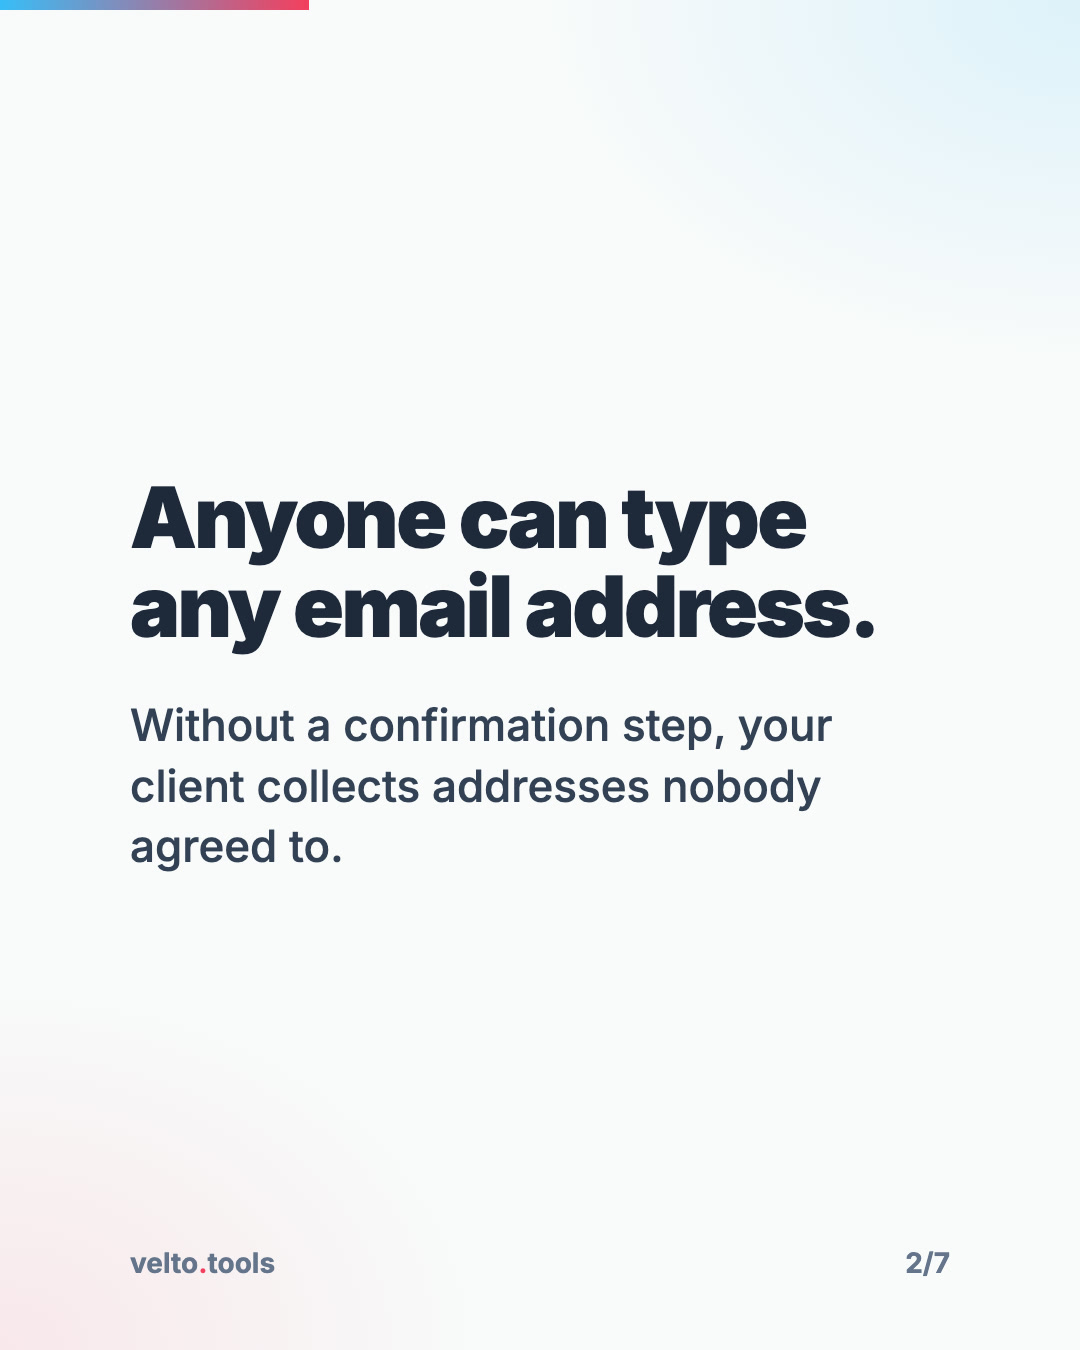 Anyone can type
any email address.
Without a confirmation step, your
client collects addresses nobody
agreed to.
velto.tools
2/7